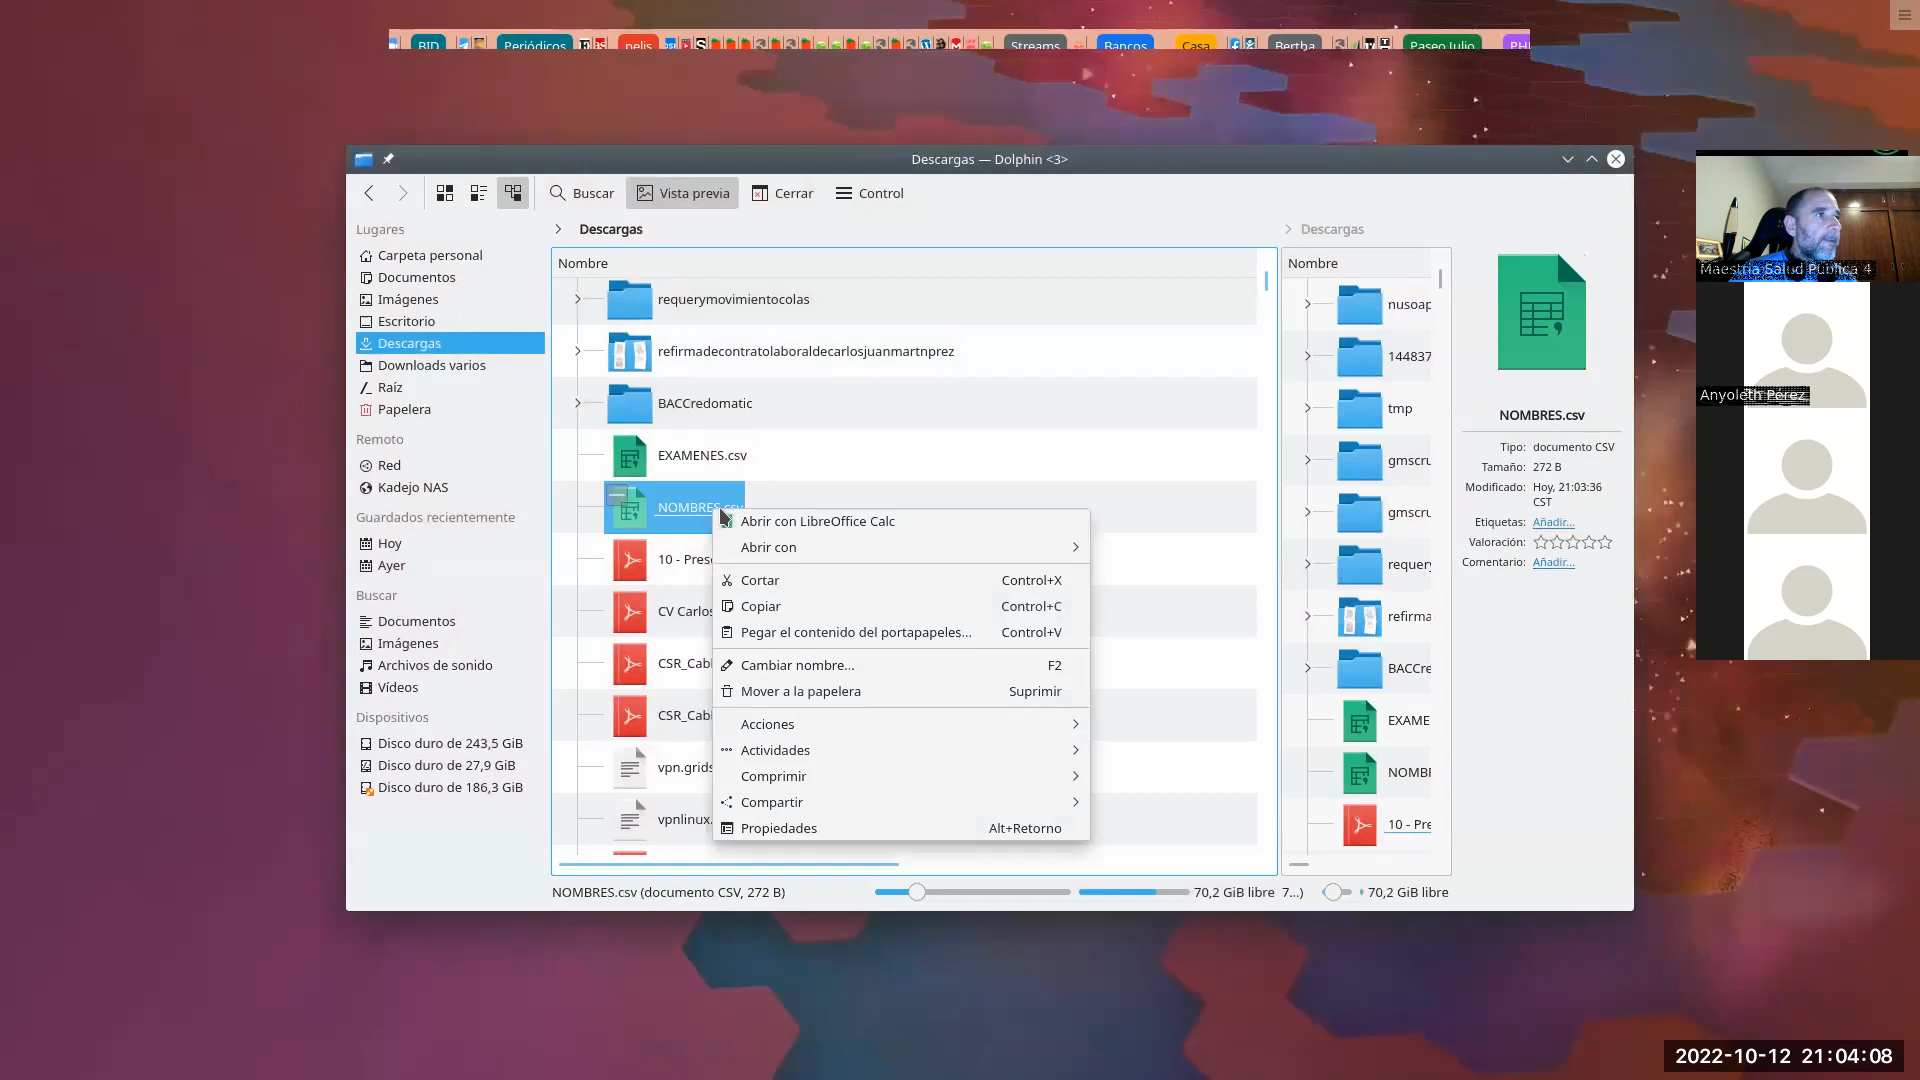 BID
Periódicos
pelis
Streams
Bancos
Casa
Bertha
Paseo Julio
Descargas — Dolphin <3>
Buscar
Vista previa
Cerrar
Control
Lugares
Carpeta personal
Documentos
Imágenes
Escritorio
Descargas
Downloads varios
Raíz
Papelera
Remoto
Red
Kadejo NAS
Guardados recientemente
Hoy
Ayer
Buscar
Documentos
Imágenes
Archivos de sonido
Vídeos
Dispositivos
Disco duro de 243,5 GiB
Disco duro de 27,9 GiB
Disco duro de 186,3 GiB
Descargas
Nombre
requerymovimientocolas
refirmadecontratolaboraldecarlosjuanmartnprez
BACCredomatic
EXAMENES.csv
NOMBRES.csv
10 - Prese
CV Carlos
CSR_Cabl
CSR_Cabl
vpn.grids
vpnlinux.
Abrir con LibreOffice Calc
Abrir con
Cortar Control+X
Copiar Control+C
Pegar el contenido del portapapeles... Control+V
Cambiar nombre... F2
Mover a la papelera Suprimir
Acciones
Actividades
Comprimir
Compartir
Propiedades Alt+Retorno
NOMBRES.csv (documento CSV, 272 B)
70,2 GiB libre
Descargas
Nombre
nusoap
144837
tmp
gmscru
gmscru
requery
refirma
BACCre
EXAME
NOMBR
10 - Pre
7...)
70,2 GiB libre
NOMBRES.csv
Tipo: documento CSV
Tamaño: 272 B
Modificado: Hoy, 21:03:36
CST
Etiquetas: Añadir...
Valoración:
Comentario: Añadir...
Maestria Salud Publica 4
Anyoleth Perez
2022-10-12 21:04:08